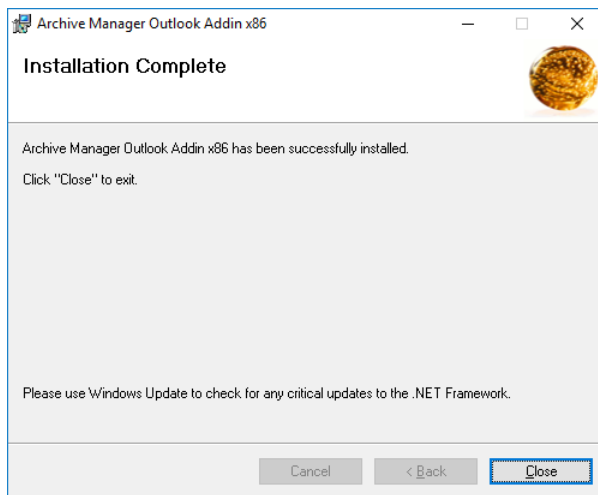 Archive Manager Outlook Addin x86
Installation Complete
Archive Manager Outlook Addin x86 has been successfully installed.
Click "Close" to exit.
Please use Windows Update to check for any critical updates to the .NET Framework.
Cancel
< Back
Close